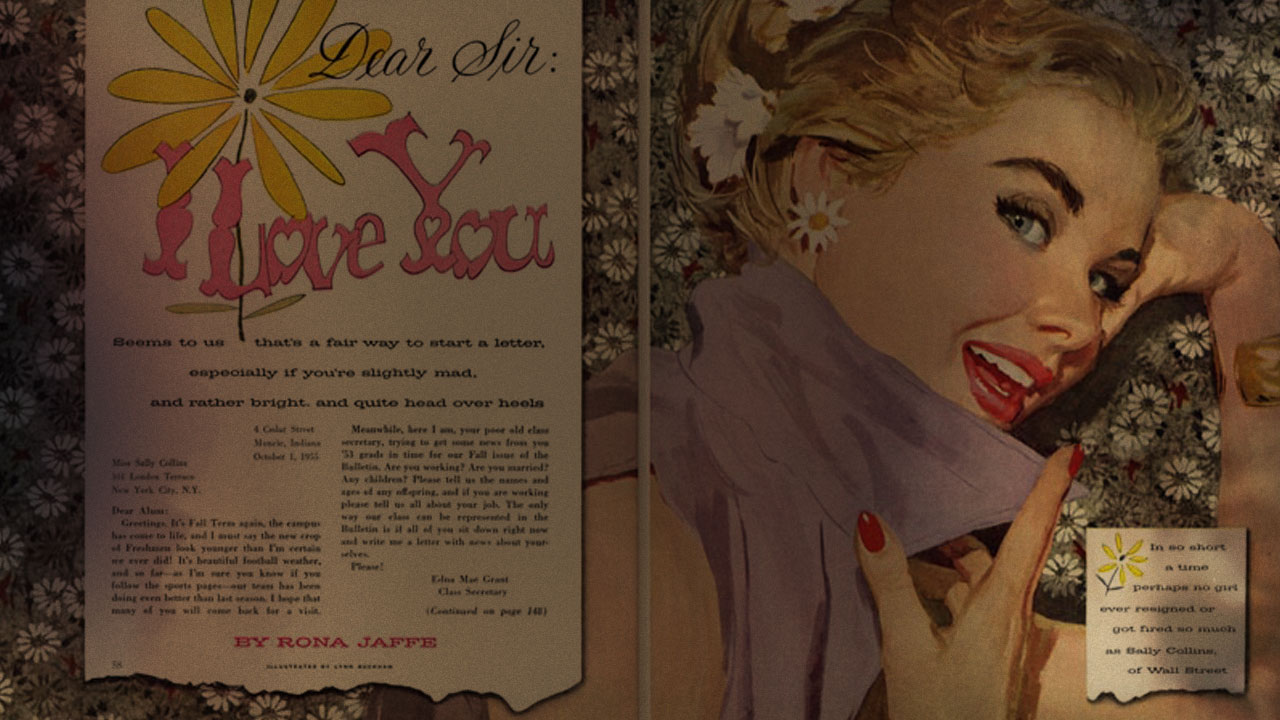 Dear Sir:
I Love You
Seems to us that's a fair way to start a letter,
especially if you're slightly mad,
and rather bright. and quite head over heels
4 Cedar Street
Muncie, Indiana
October 1, 1955
Miss Sally Collins
501 London Terrace
New York City, N.Y.
Dear Alum:
Greetings. It's Fall Term again, the campus
has come to life, and I must say the new crop
of Freshmen look younger than I'm certain
we ever did! It's beautiful football weather,
and so far—as I'm sure you know if you
follow the sports pages—our team has been
doing even better than last season. I hope that
many of you will come back for a visit.
Meanwhile, here I am, your poor old class
secretary, trying to get some news from you
'53 grads in time for our Fall issue of the
Bulletin. Are you working? Are you married?
Any children? Please tell us the names and
ages of any offspring, and if you are working
please tell us all about your job. The only
way our class can be represented in the
Bulletin is if all of you sit down right now
and write me a letter with news about your-
selves.
Please!
Edna Mae Grant
Class Secretary
(Continued on page 148)
BY RONA JAFFE
58
ILLUSTRATED BY LYNN BUCKHAM
In so short
a time
perhaps no girl
ever resigned or
got fired so much
as Sally Collins,
of Wall Street